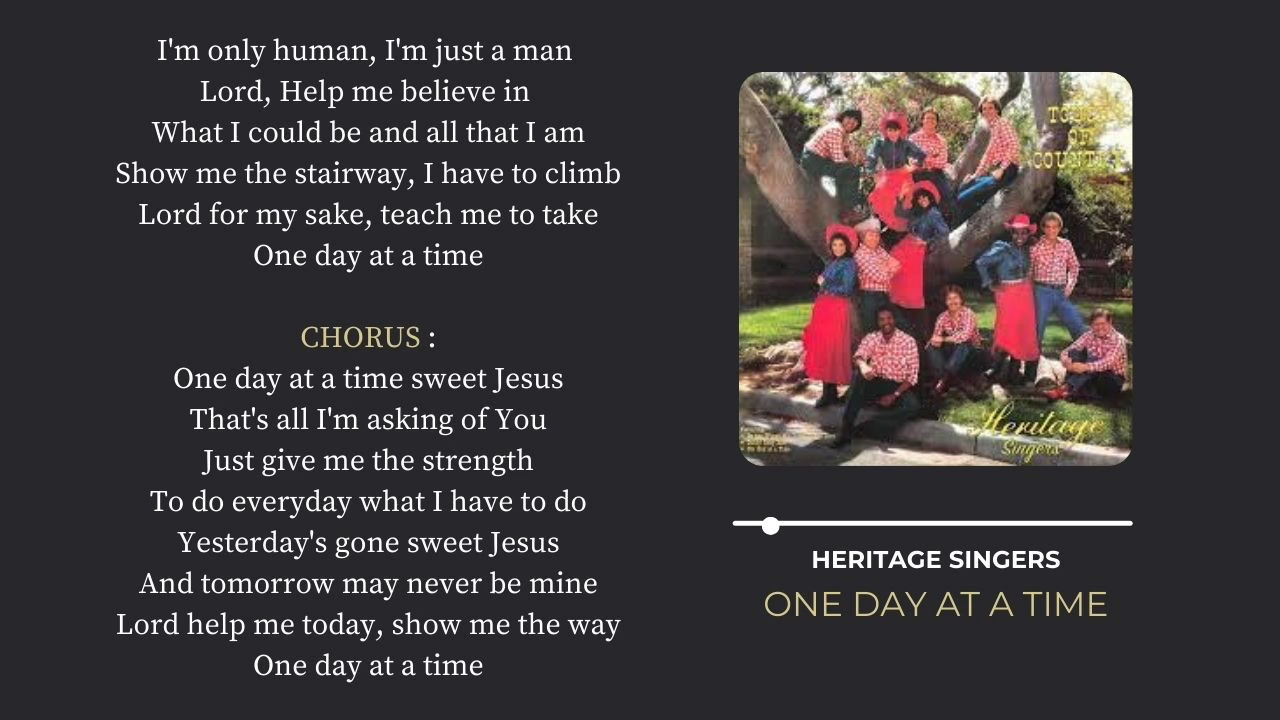 I'm only human, I'm just a man
Lord, Help me believe in
What I could be and all that I am
Show me the stairway, I have to climb
Lord for my sake, teach me to take
One day at a time
CHORUS :
One day at a time sweet Jesus
That's all I'm asking of You
Just give me the strength
To do everyday what I have to do
Yesterday's gone sweet Jesus
And tomorrow may never be mine
Lord help me today, show me the way
One day at a time
TOUCH
OF
COUNTRY
Heritage
Singers
HERITAGE SINGERS
ONE DAY AT A TIME